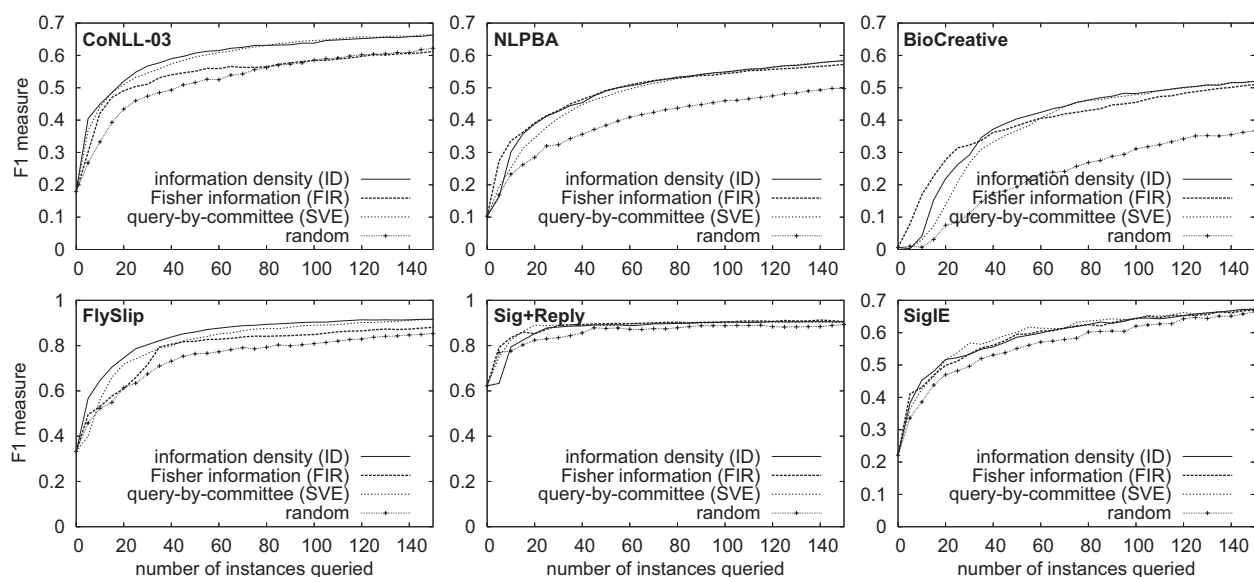 CoNLL-03
F1 measure
0.7
0.6
0.5
0.4
0.3
0.2
0.1
0
information density (ID)
Fisher information (FIR)
query-by-committee (SVE)
random
0 20 40 60 80 100 120 140
NLPBA
0.7
0.6
0.5
0.4
0.3
0.2
0.1
0
information density (ID)
Fisher information (FIR)
query-by-committee (SVE)
random
0 20 40 60 80 100 120 140
BioCreative
0.7
0.6
0.5
0.4
0.3
0.2
0.1
0
information density (ID)
Fisher information (FIR)
query-by-committee (SVE)
random
0 20 40 60 80 100 120 140
FlySlip
F1 measure
1
0.8
0.6
0.4
0.2
0
information density (ID)
Fisher information (FIR)
query-by-committee (SVE)
random
0 20 40 60 80 100 120 140
number of instances queried
Sig+Reply
1
0.8
0.6
0.4
0.2
0
information density (ID)
Fisher information (FIR)
query-by-committee (SVE)
random
0 20 40 60 80 100 120 140
number of instances queried
SigIE
0.7
0.6
0.5
0.4
0.3
0.2
0.1
0
information density (ID)
Fisher information (FIR)
query-by-committee (SVE)
random
0 20 40 60 80 100 120 140
number of instances queried